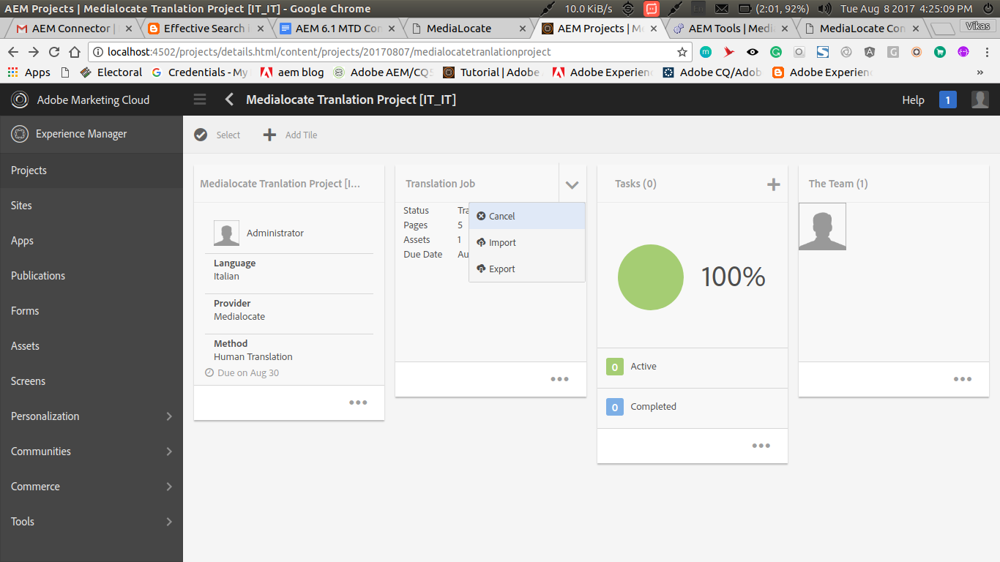 AEM Projects | Medialocate Tranlation Project [IT_IT] - Google Chrome
10.0 KiB/s
En
(2:01, 92%)
Tue Aug 8 2017 4:25:09 PM
AEM Connector |
Effective Search i
AEM 6.1 MTD Con
MediaLocate
AEM Projects | M
AEM Tools | Med
MediaLocate Con
Vikas
localhost:4502/projects/details.html/content/projects/20170807/medialocatetranlationproject
Apps
Electoral
Credentials - My
aem blog
Adobe AEM/CQ5
Tutorial | Adobe
Adobe Experien
Adobe CQ/Adob
Adobe Experienc
»
Adobe Marketing Cloud
Medialocate Tranlation Project [IT_IT]
Help
1
Experience Manager
Select
Add Tile
Projects
Sites
Apps
Publications
Forms
Assets
Screens
Personalization
Communities
Commerce
Tools
Medialocate Tranlation Project [I...
Administrator
Language
Italian
Provider
Medialocate
Method
Human Translation
Due on Aug 30
Translation Job
Status Tra
Pages 5
Assets 1
Due Date Au
Cancel
Import
Export
Tasks (0)
100%
0 Active
0 Completed
The Team (1)